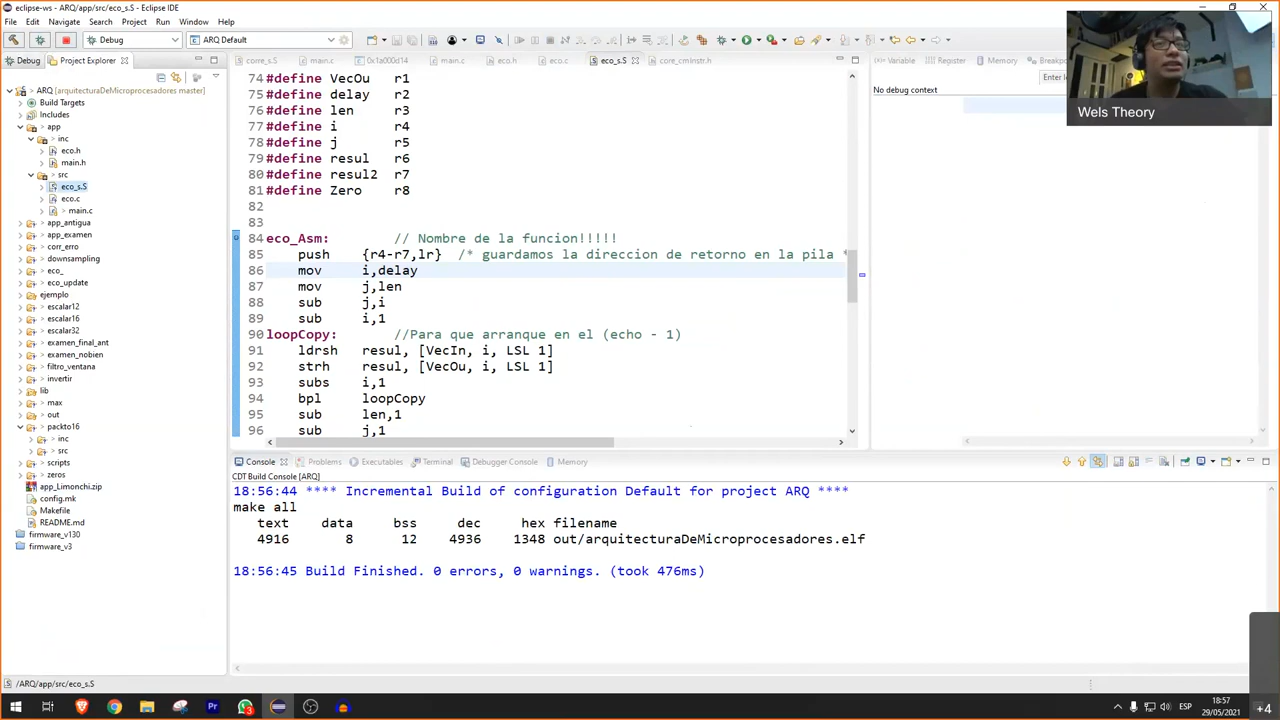 eclipse-ws - ARQ/app/src/eco_s.S - Eclipse IDE
File Edit Navigate Search Project Run Window Help
Debug ARQ Default
Debug Project Explorer
ARQ [arquitecturaDeMicroprocesadores master]
Build Targets
Includes
app
inc
eco.h
main.h
src
eco_s.S
eco.c
> main.c
> app_antigua
> app_examen
> corr_erro
> downsampling
> eco_
> eco_update
ejemplo
> escalar12
> escalar16
> escalar32
> examen_final_ant
> examen_nobien
> filtro_ventana
> invertir
> lib
> max
> out
> packto16
> inc
> src
> scripts
> zeros
app_Limonchi.zip
config.mk
Makefile
README.md
firmware_v130
firmware_v3
corre_s.S main.c 0x1a000d14 main.c eco.h eco.c eco_s.S core_cmInstr.h
74 #define VecOu r1
75 #define delay r2
76 #define len r3
77 #define i r4
78 #define j r5
79 #define resul r6
80 #define resul2 r7
81 #define Zero r8
82
83
84 eco_Asm: // Nombre de la funcion!!!!!
85 push {r4-r7,lr} /* guardamos la direccion de retorno en la pila *
86 mov i,delay
87 mov j,len
88 sub j,i
89 sub i,1
90 loopCopy: //Para que arranque en el (echo - 1)
91 ldrsh resul, [VecIn, i, LSL 1]
92 strh resul, [VecOu, i, LSL 1]
93 subs i,1
94 bpl loopCopy
95 sub len,1
96 sub j,1
Variable Register Memory Breakpo
Enter le
No debug context
Wels Theory
Console Problems Executables Terminal Debugger Console Memory
CDT Build Console [ARQ]
18:56:44 **** Incremental Build of configuration Default for project ARQ ****
make all
text data bss dec hex filename
4916 8 12 4936 1348 out/arquitecturaDeMicroprocesadores.elf
18:56:45 Build Finished. 0 errors, 0 warnings. (took 476ms)
/ARQ/app/src/eco_s.S
3 Pr ESP 18:57
29/05/2021
+4